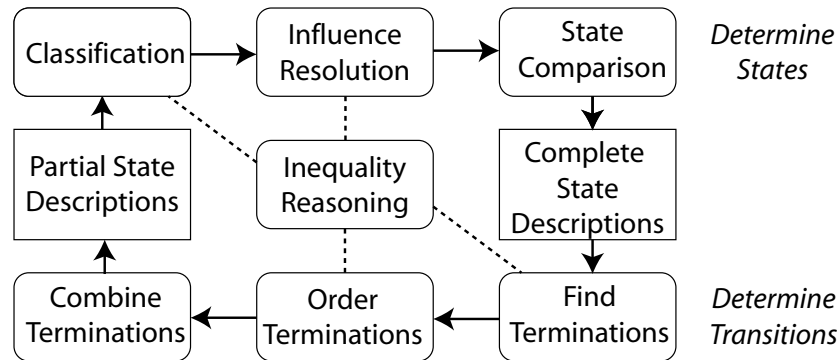 Classification
Influence
Resolution
State
Comparison
Determine
States
Partial State
Descriptions
Inequality
Reasoning
Complete
State
Descriptions
Combine
Terminations
Order
Terminations
Find
Terminations
Determine
Transitions